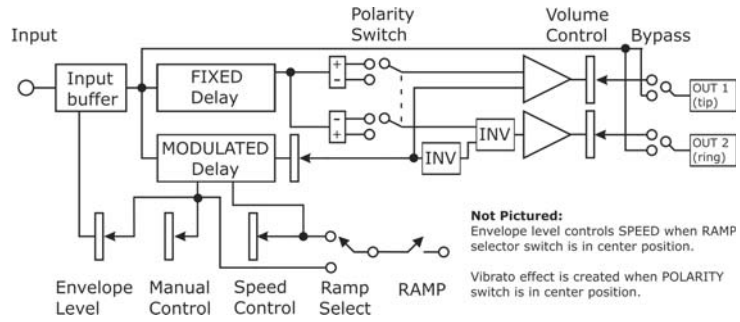 Input
Polarity
Switch
Volume
Control
Bypass
Input
buffer
FIXED
Delay
+
-
OUT 1
(tip)
-
+
MODULATED
Delay
INV
INV
OUT 2
(ring)
Not Pictured:
Envelope level controls SPEED when RAMP
selector switch is in center position.
Vibrato effect is created when POLARITY
switch is in center position.
Envelope
Level
Manual
Control
Speed
Control
Ramp
Select
RAMP